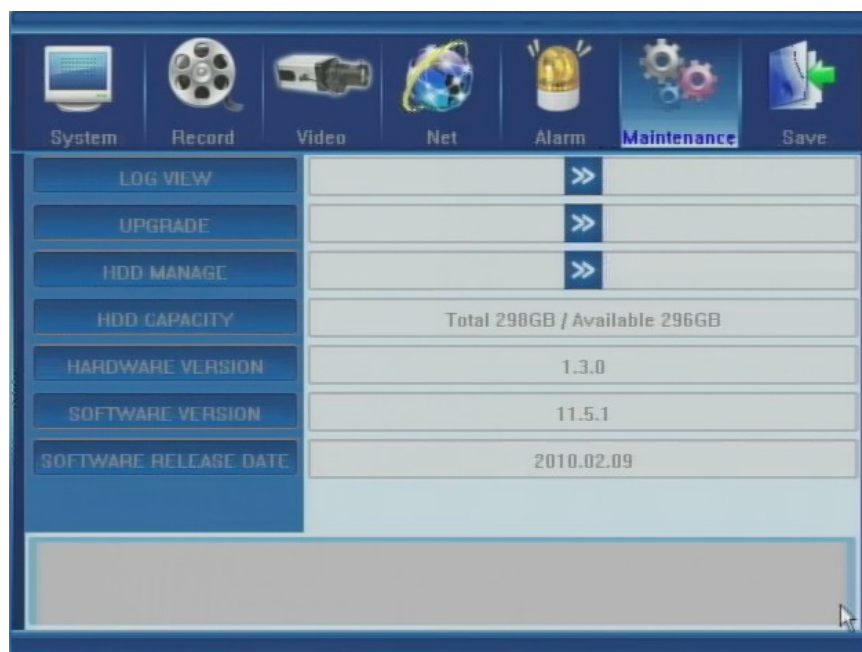 System Record Video Net Alarm Maintenance Save
LOG VIEW
UPGRADE
HDD MANAGE
HDD CAPACITY Total 298GB / Available 296GB
HARDWARE VERSION 1.3.0
SOFTWARE VERSION 11.5.1
SOFTWARE RELEASE DATE 2010.02.09